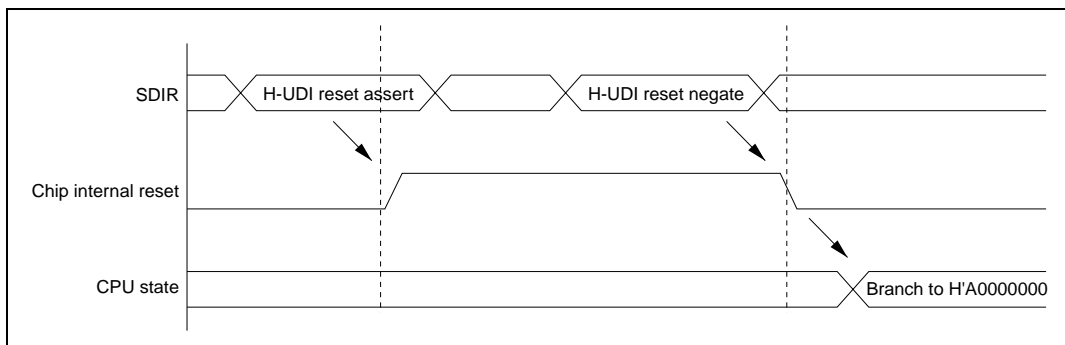 SDIR
H-UDI reset assert
H-UDI reset negate
Chip internal reset
CPU state
Branch to H'A0000000